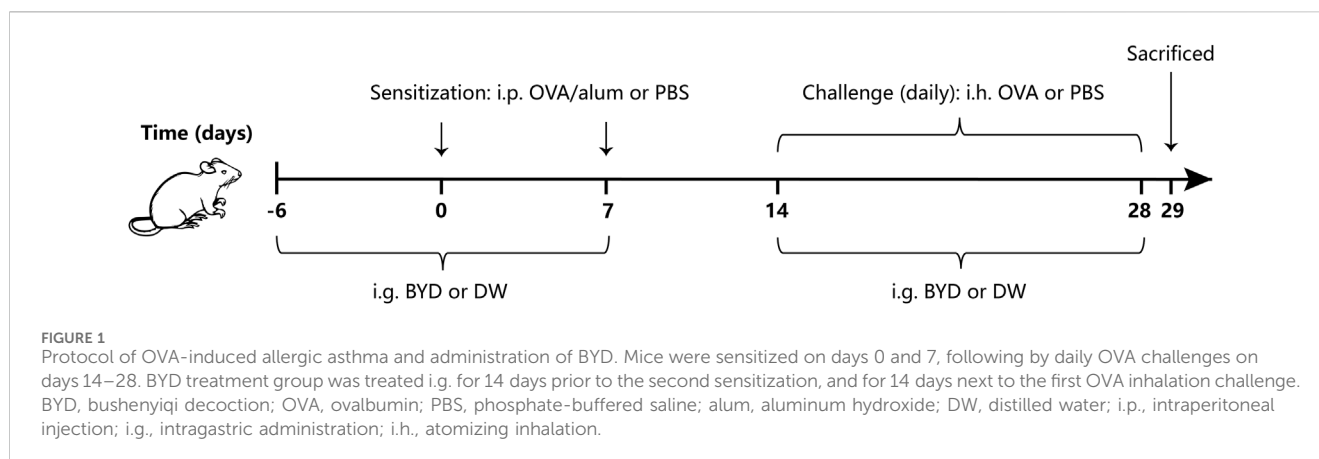 Sacrificed
Sensitization: i.p. OVA/alum or PBS
Challenge (daily): i.h. OVA or PBS
Time (days)
-6
0
7
14
28
29
i.g. BYD or DW
i.g. BYD or DW
FIGURE 1
Protocol of OVA-induced allergic asthma and administration of BYD. Mice were sensitized on days 0 and 7, following by daily OVA challenges on
days 14–28. BYD treatment group was treated i.g. for 14 days prior to the second sensitization, and for 14 days next to the first OVA inhalation challenge.
BYD, bushenyiqi decoction; OVA, ovalbumin; PBS, phosphate-buffered saline; alum, aluminum hydroxide; DW, distilled water; i.p., intraperitoneal
injection; i.g., intragastric administration; i.h., atomizing inhalation.